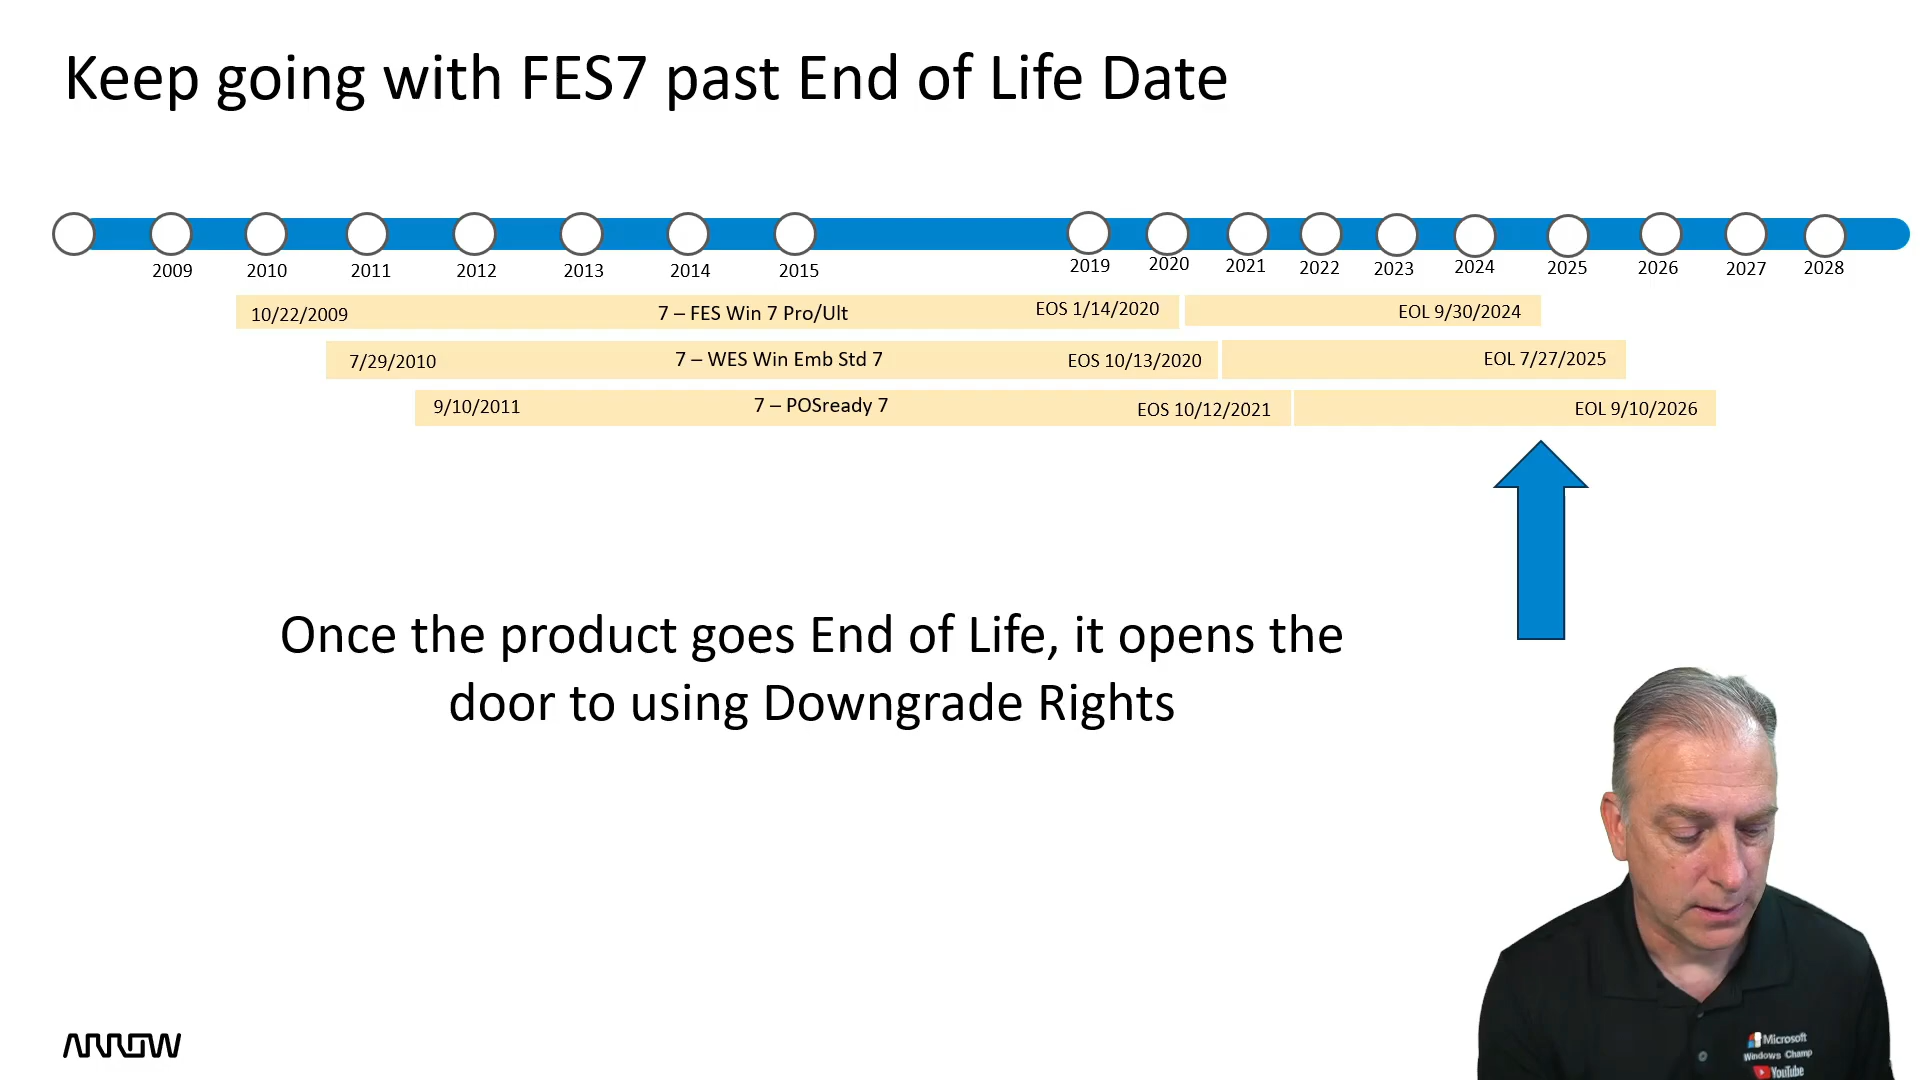 Keep going with FES7 past End of Life Date
2009 2010 2011 2012 2013 2014 2015 2019 2020 2021 2022 2023 2024 2025 2026 2027 2028
10/22/2009 7 – FES Win 7 Pro/Ult EOS 1/14/2020 EOL 9/30/2024
7/29/2010 7 – WES Win Emb Std 7 EOS 10/13/2020 EOL 7/27/2025
9/10/2011 7 – POSready 7 EOS 10/12/2021 EOL 9/10/2026
Once the product goes End of Life, it opens the
door to using Downgrade Rights
ARROW
Microsoft
Windows Champ
YouTube